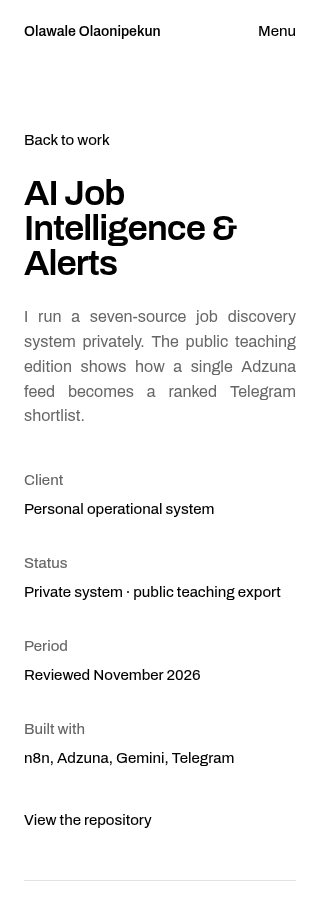 Olawale Olaonipekun
Menu
Back to work
AI Job
Intelligence &
Alerts
I run a seven-source job discovery
system privately. The public teaching
edition shows how a single Adzuna
feed becomes a ranked Telegram
shortlist.
Client
Personal operational system
Status
Private system · public teaching export
Period
Reviewed November 2026
Built with
n8n, Adzuna, Gemini, Telegram
View the repository